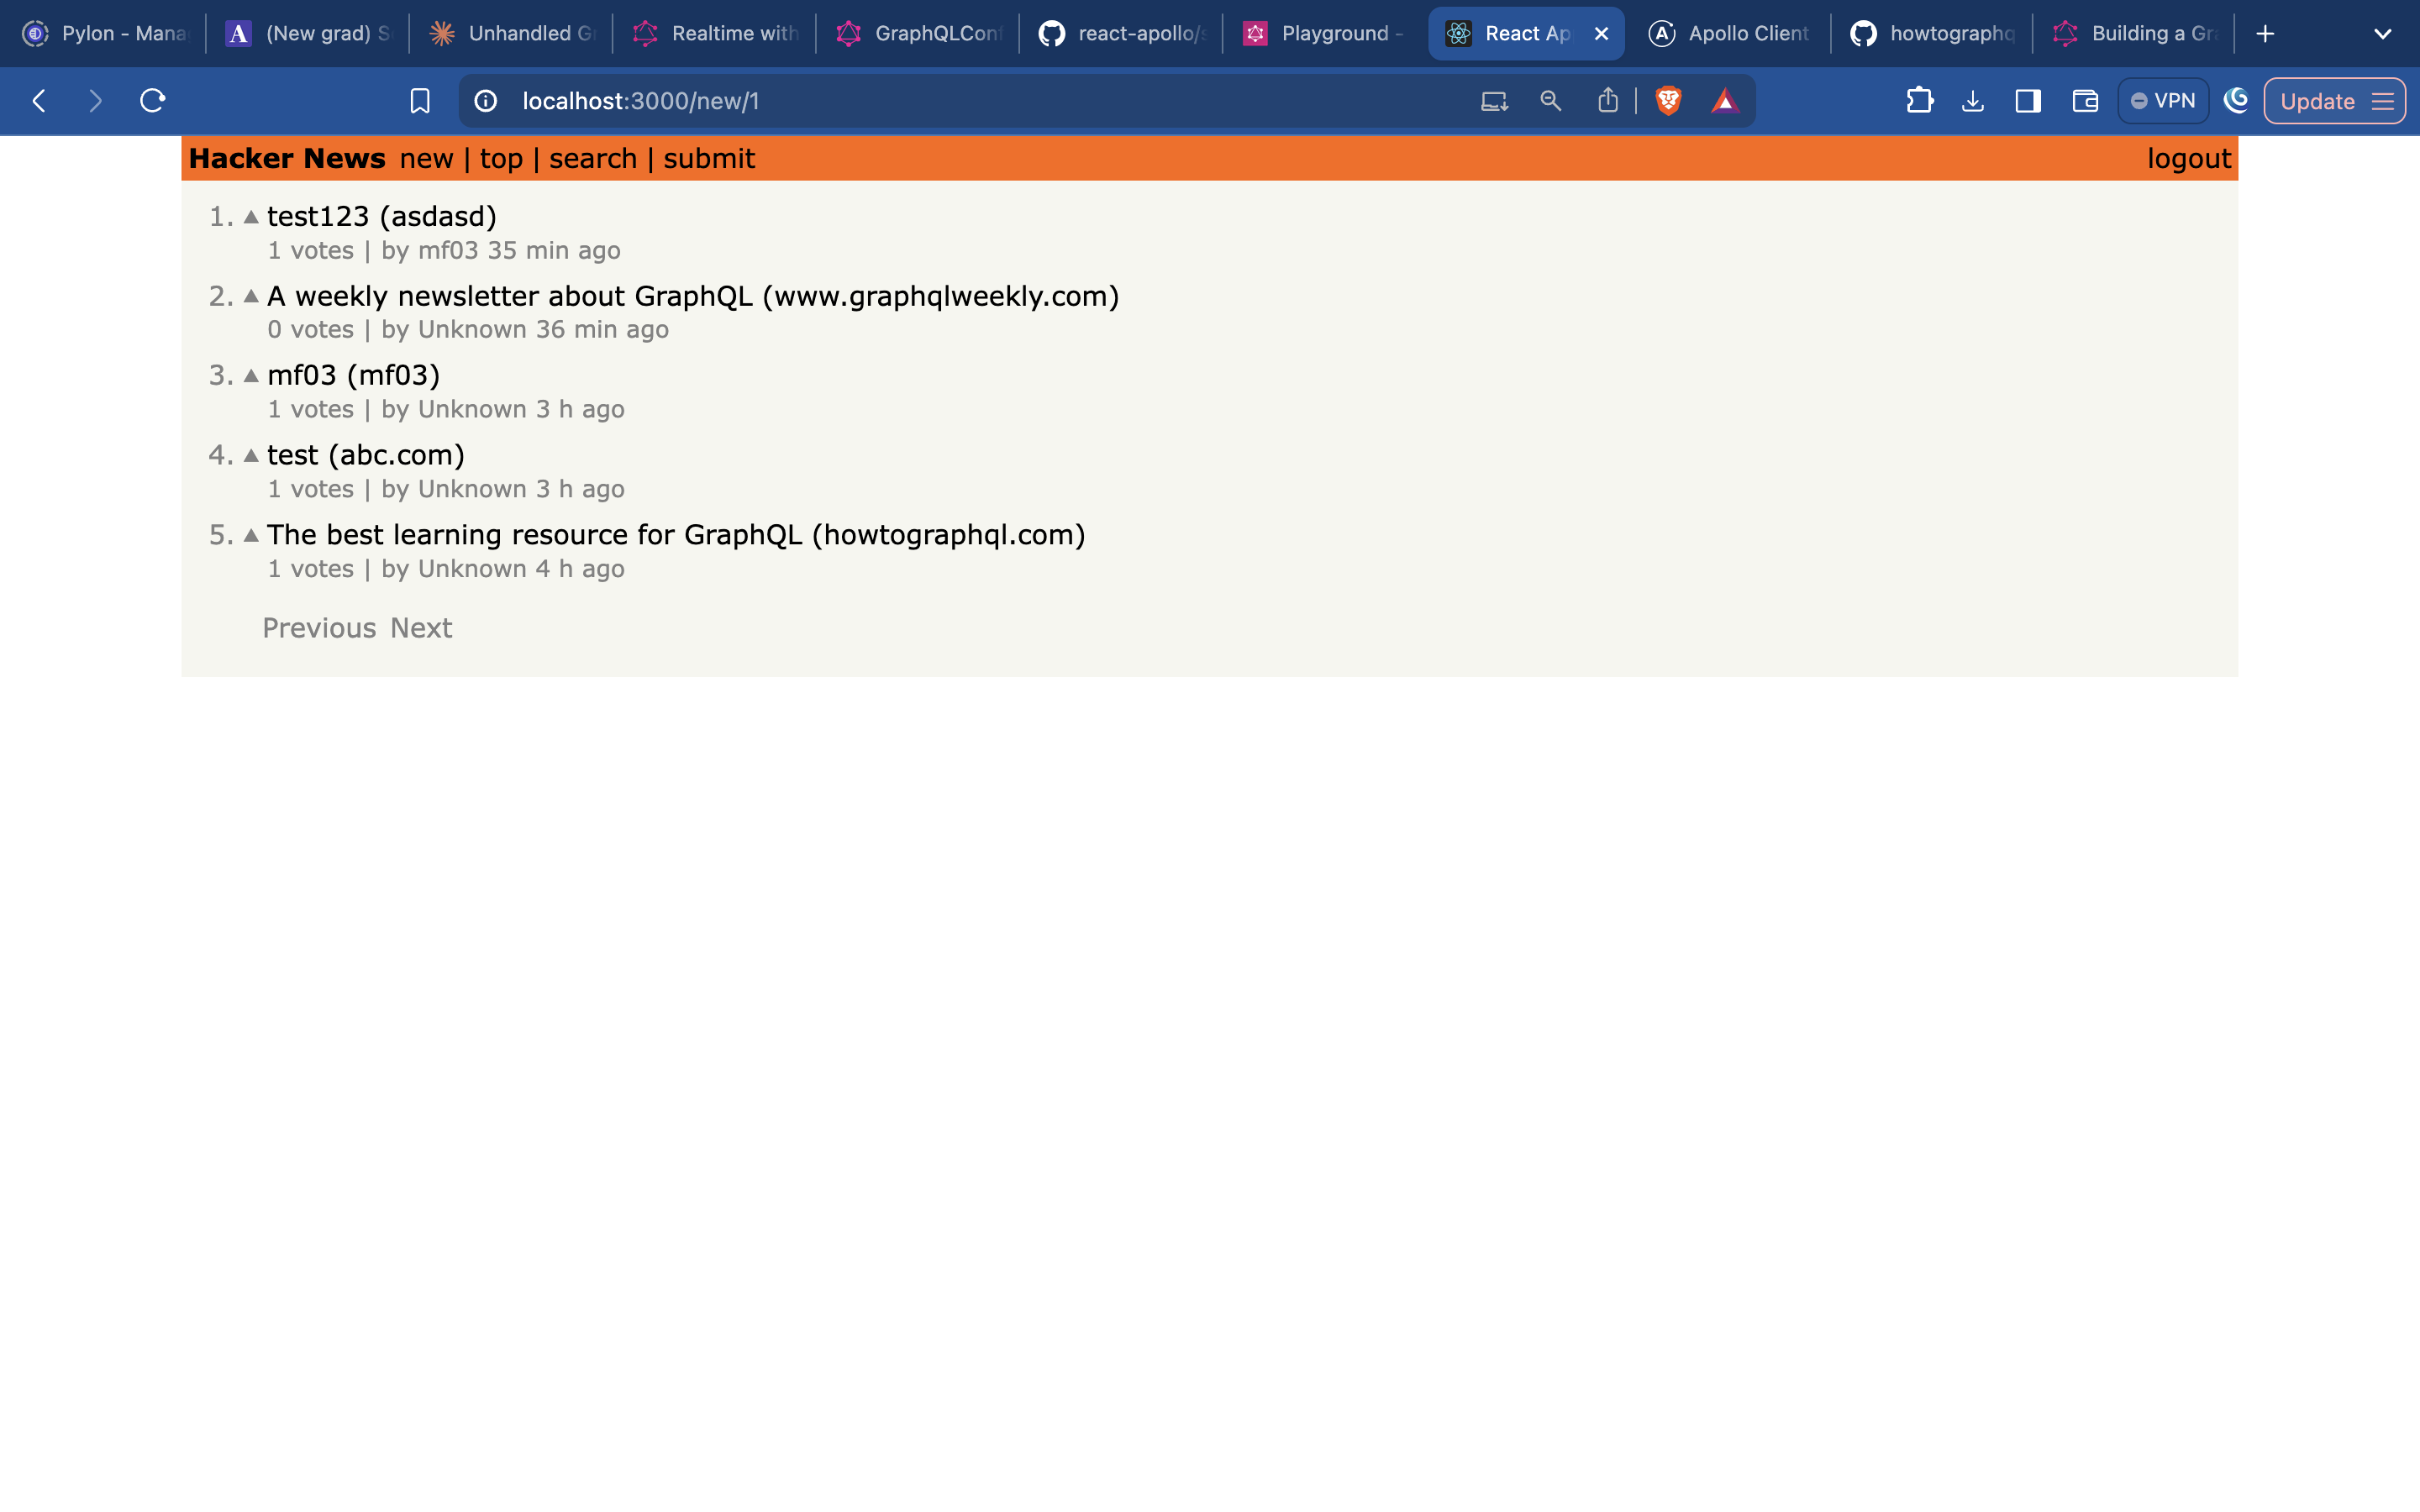 Pylon - Mana
(New grad) S
Unhandled G
Realtime with
GraphQLConf
react-apollo/s
Playground -
React Ap
Apollo Client
howtographq
Building a Gr
localhost:3000/new/1
VPN
Update
Hacker News new | top | search | submit
logout
1. ▲ test123 (asdasd)
1 votes | by mf03 35 min ago
2. ▲ A weekly newsletter about GraphQL (www.graphqlweekly.com)
0 votes | by Unknown 36 min ago
3. ▲ mf03 (mf03)
1 votes | by Unknown 3 h ago
4. ▲ test (abc.com)
1 votes | by Unknown 3 h ago
5. ▲ The best learning resource for GraphQL (howtographql.com)
1 votes | by Unknown 4 h ago
Previous Next